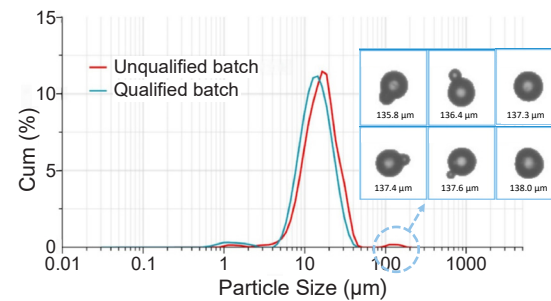 15
10
5
0
Cum (%)
Unqualified batch
Qualified batch
135.8 µm
136.4 µm
137.3 µm
137.4 µm
137.6 µm
138.0 µm
0.01
0.1
1
10
100
1000
Particle Size (µm)